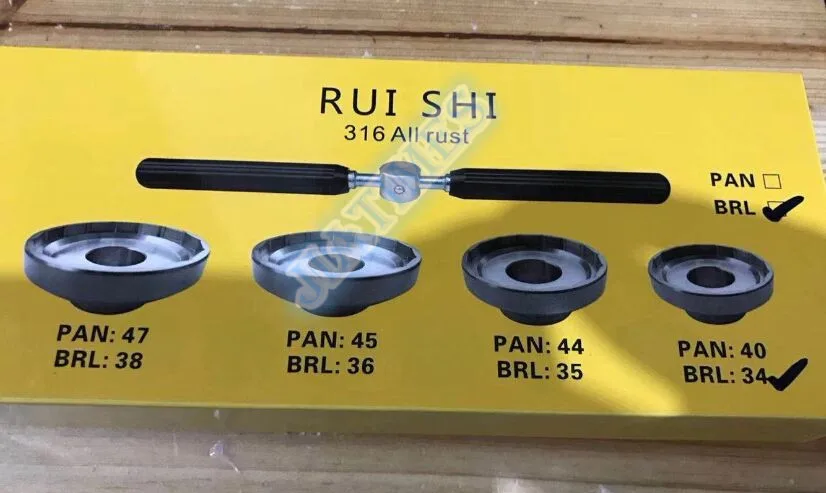 RUI SHI
316 All rust
PAN
BRL
PAN: 47
BRL: 38
PAN: 45
BRL: 36
PAN: 44
BRL: 35
PAN: 40
BRL: 34